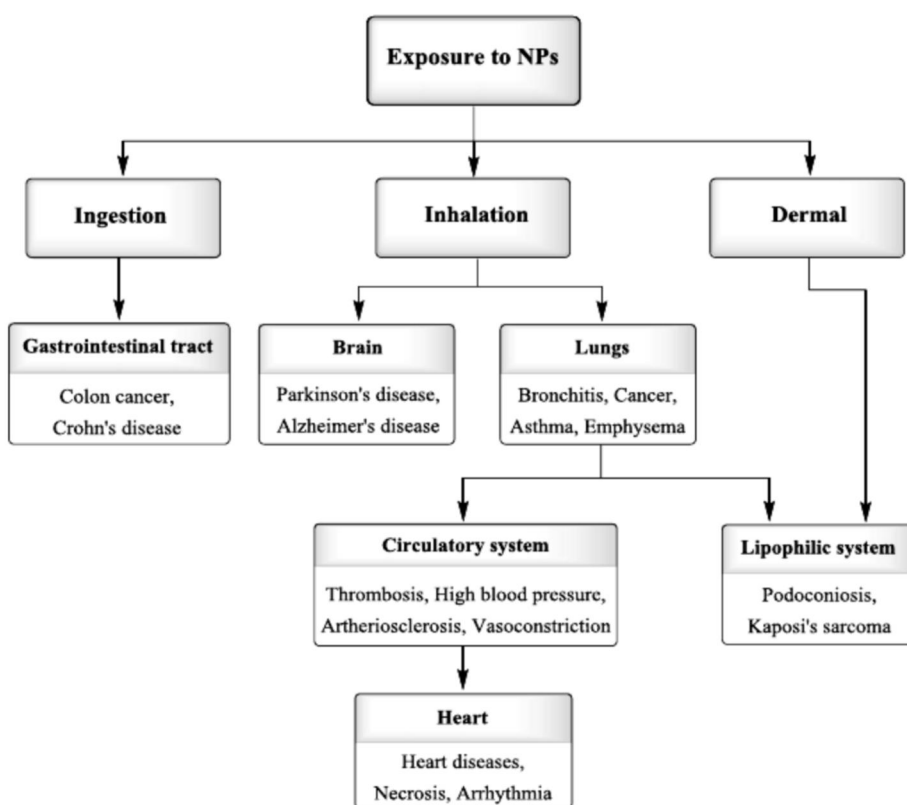 Exposure to NPs
Ingestion
Inhalation
Dermal
Gastrointestinal tract
Colon cancer,
Crohn's disease
Brain
Parkinson's disease,
Alzheimer's disease
Lungs
Bronchitis, Cancer,
Asthma, Emphysema
Circulatory system
Thrombosis, High blood pressure,
Artheriosclerosis, Vasoconstriction
Lipophilic system
Podoconiosis,
Kaposi's sarcoma
Heart
Heart diseases,
Necrosis, Arrhythmia